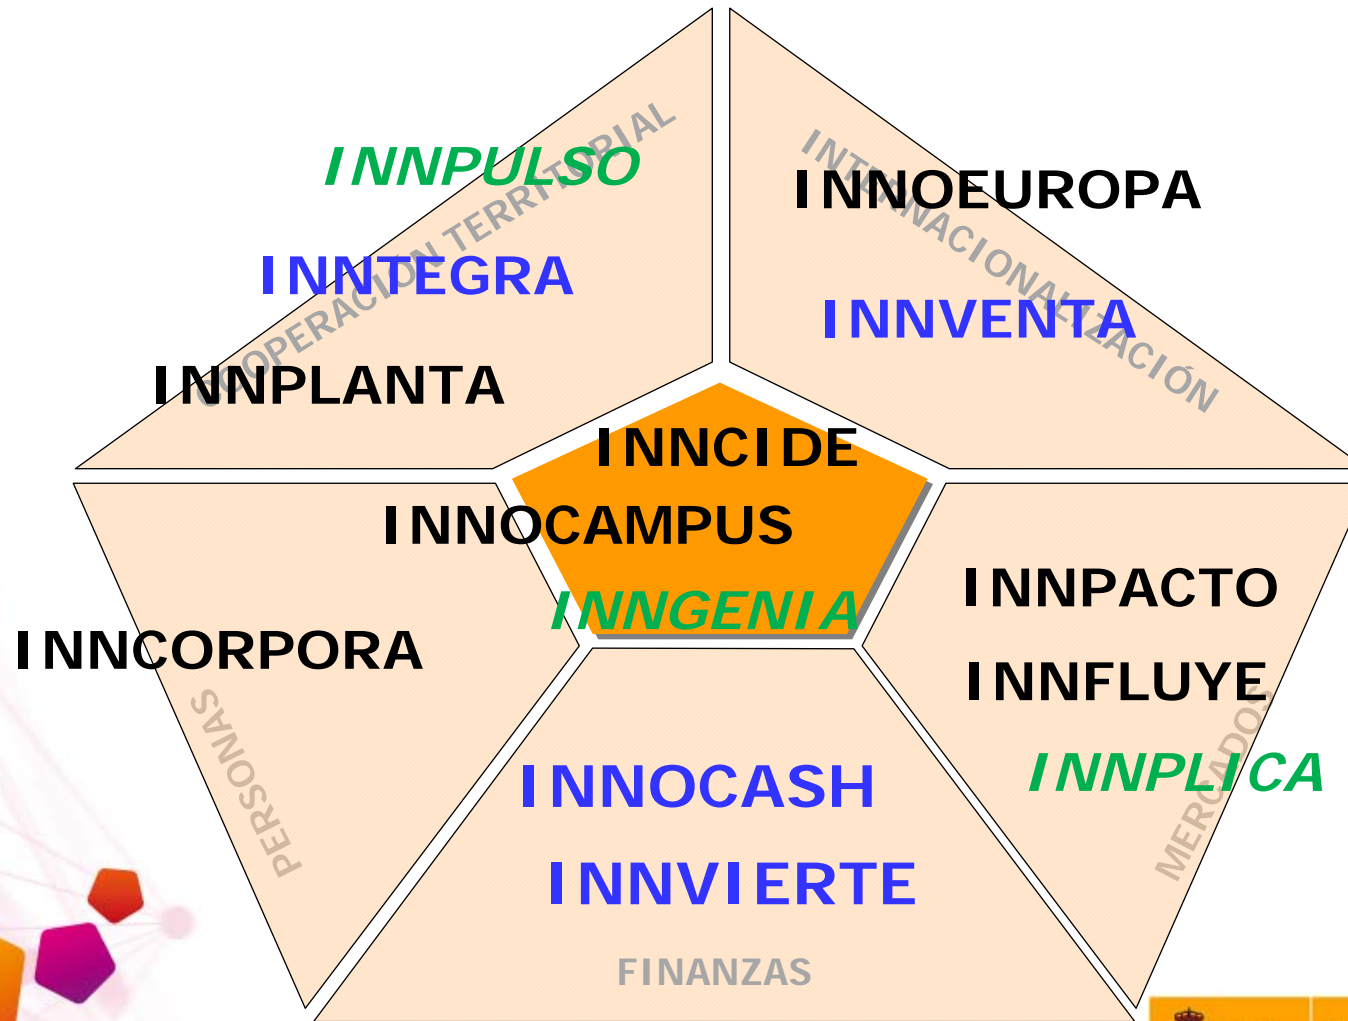 COOPERACIÓN TERRITORIAL
INNPULSO
INNTEGRA
INNPLANTA
INTERNACIONALIZACIÓN
INNOEUROPA
INNVENTA
INNCIDE
INNOCAMPUS
INNGENIA
INNCORPORA
PERSONAS
INNPACTO
INNFLUYE
INNPLICA
MERCADOS
INNOCASH
INNVIERTE
FINANZAS